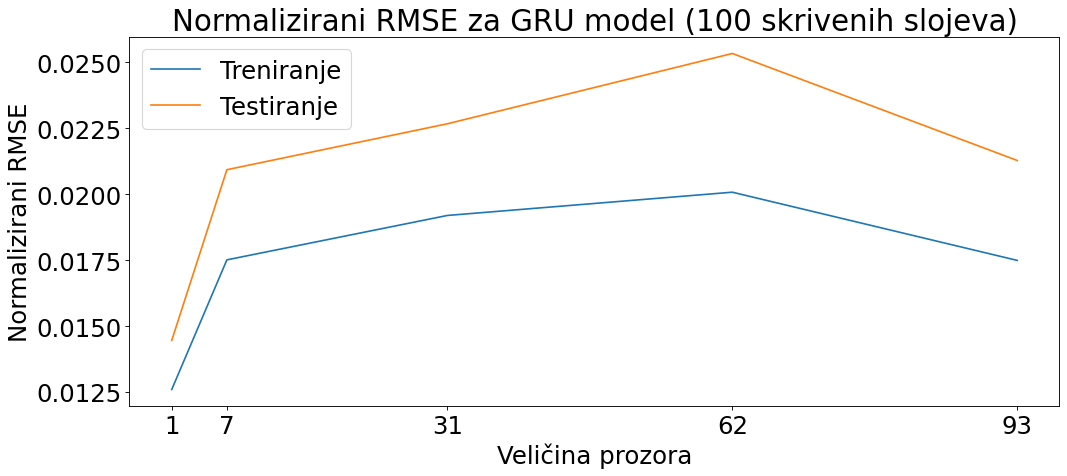 Normalizirani RMSE za GRU model (100 skrivenih slojeva)
Normalizirani RMSE
0.0250
0.0225
0.0200
0.0175
0.0150
0.0125
Treniranje
Testiranje
1 7 31 62 93
Veličina prozora